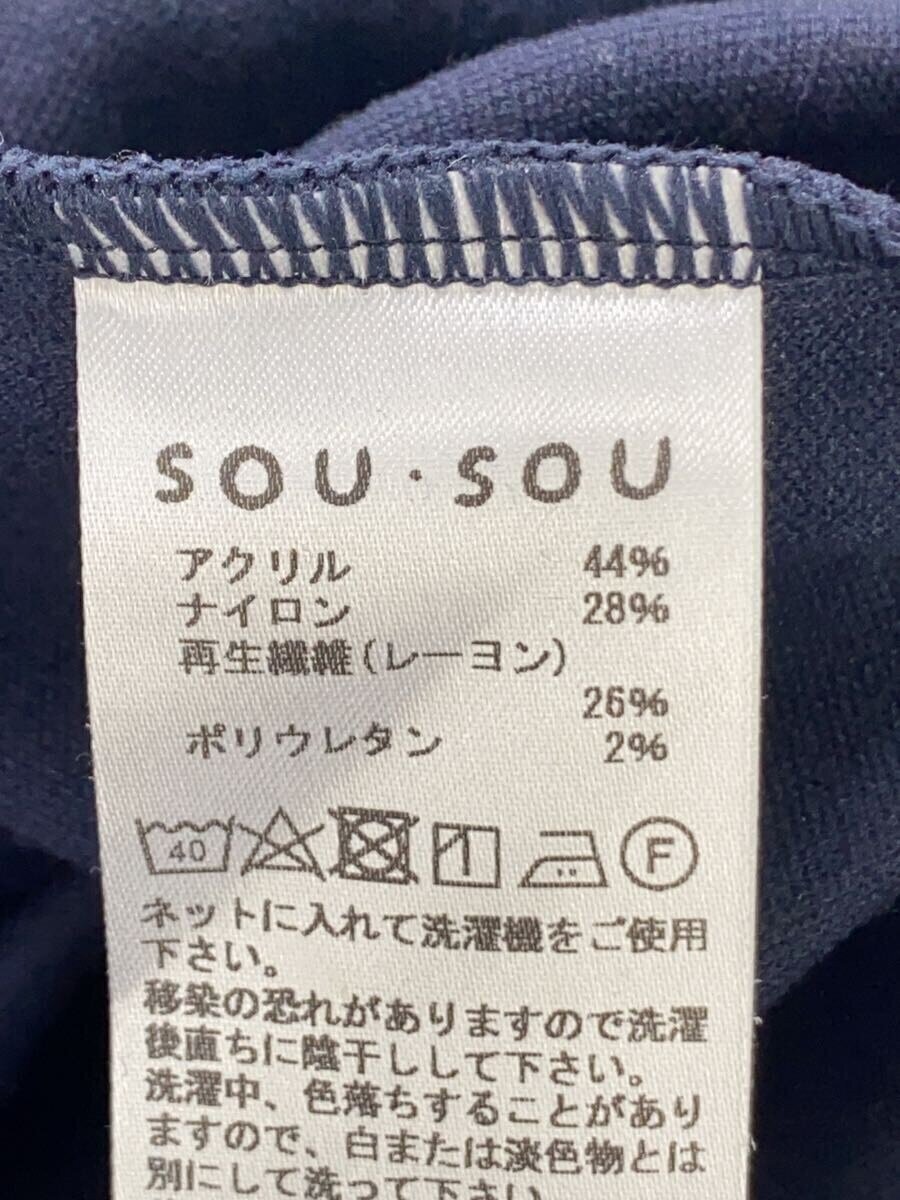 SOU・SOU
アクリル 44%
ナイロン 28%
再生繊維(レーヨン)
26%
ポリウレタン 2%
40 F
ネットに入れて洗濯機をご使用
下さい。
移染の恐れがありますので洗濯
後直ちに陰干しして下さい。
洗濯中、色落ちすることがあり
ますので、白または淡色物とは
別にして洗って下さい。